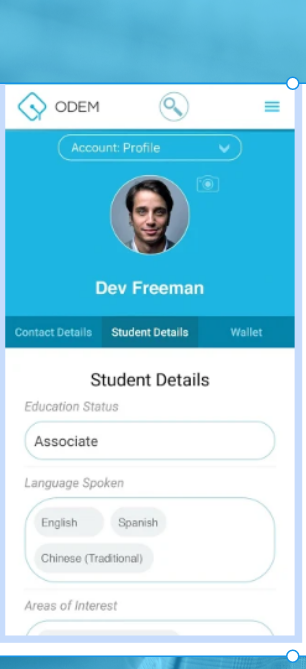 ODEM
Account: Profile
Dev Freeman
Contact Details Student Details Wallet
Student Details
Education Status
Associate
Language Spoken
English Spanish
Chinese (Traditional)
Areas of Interest